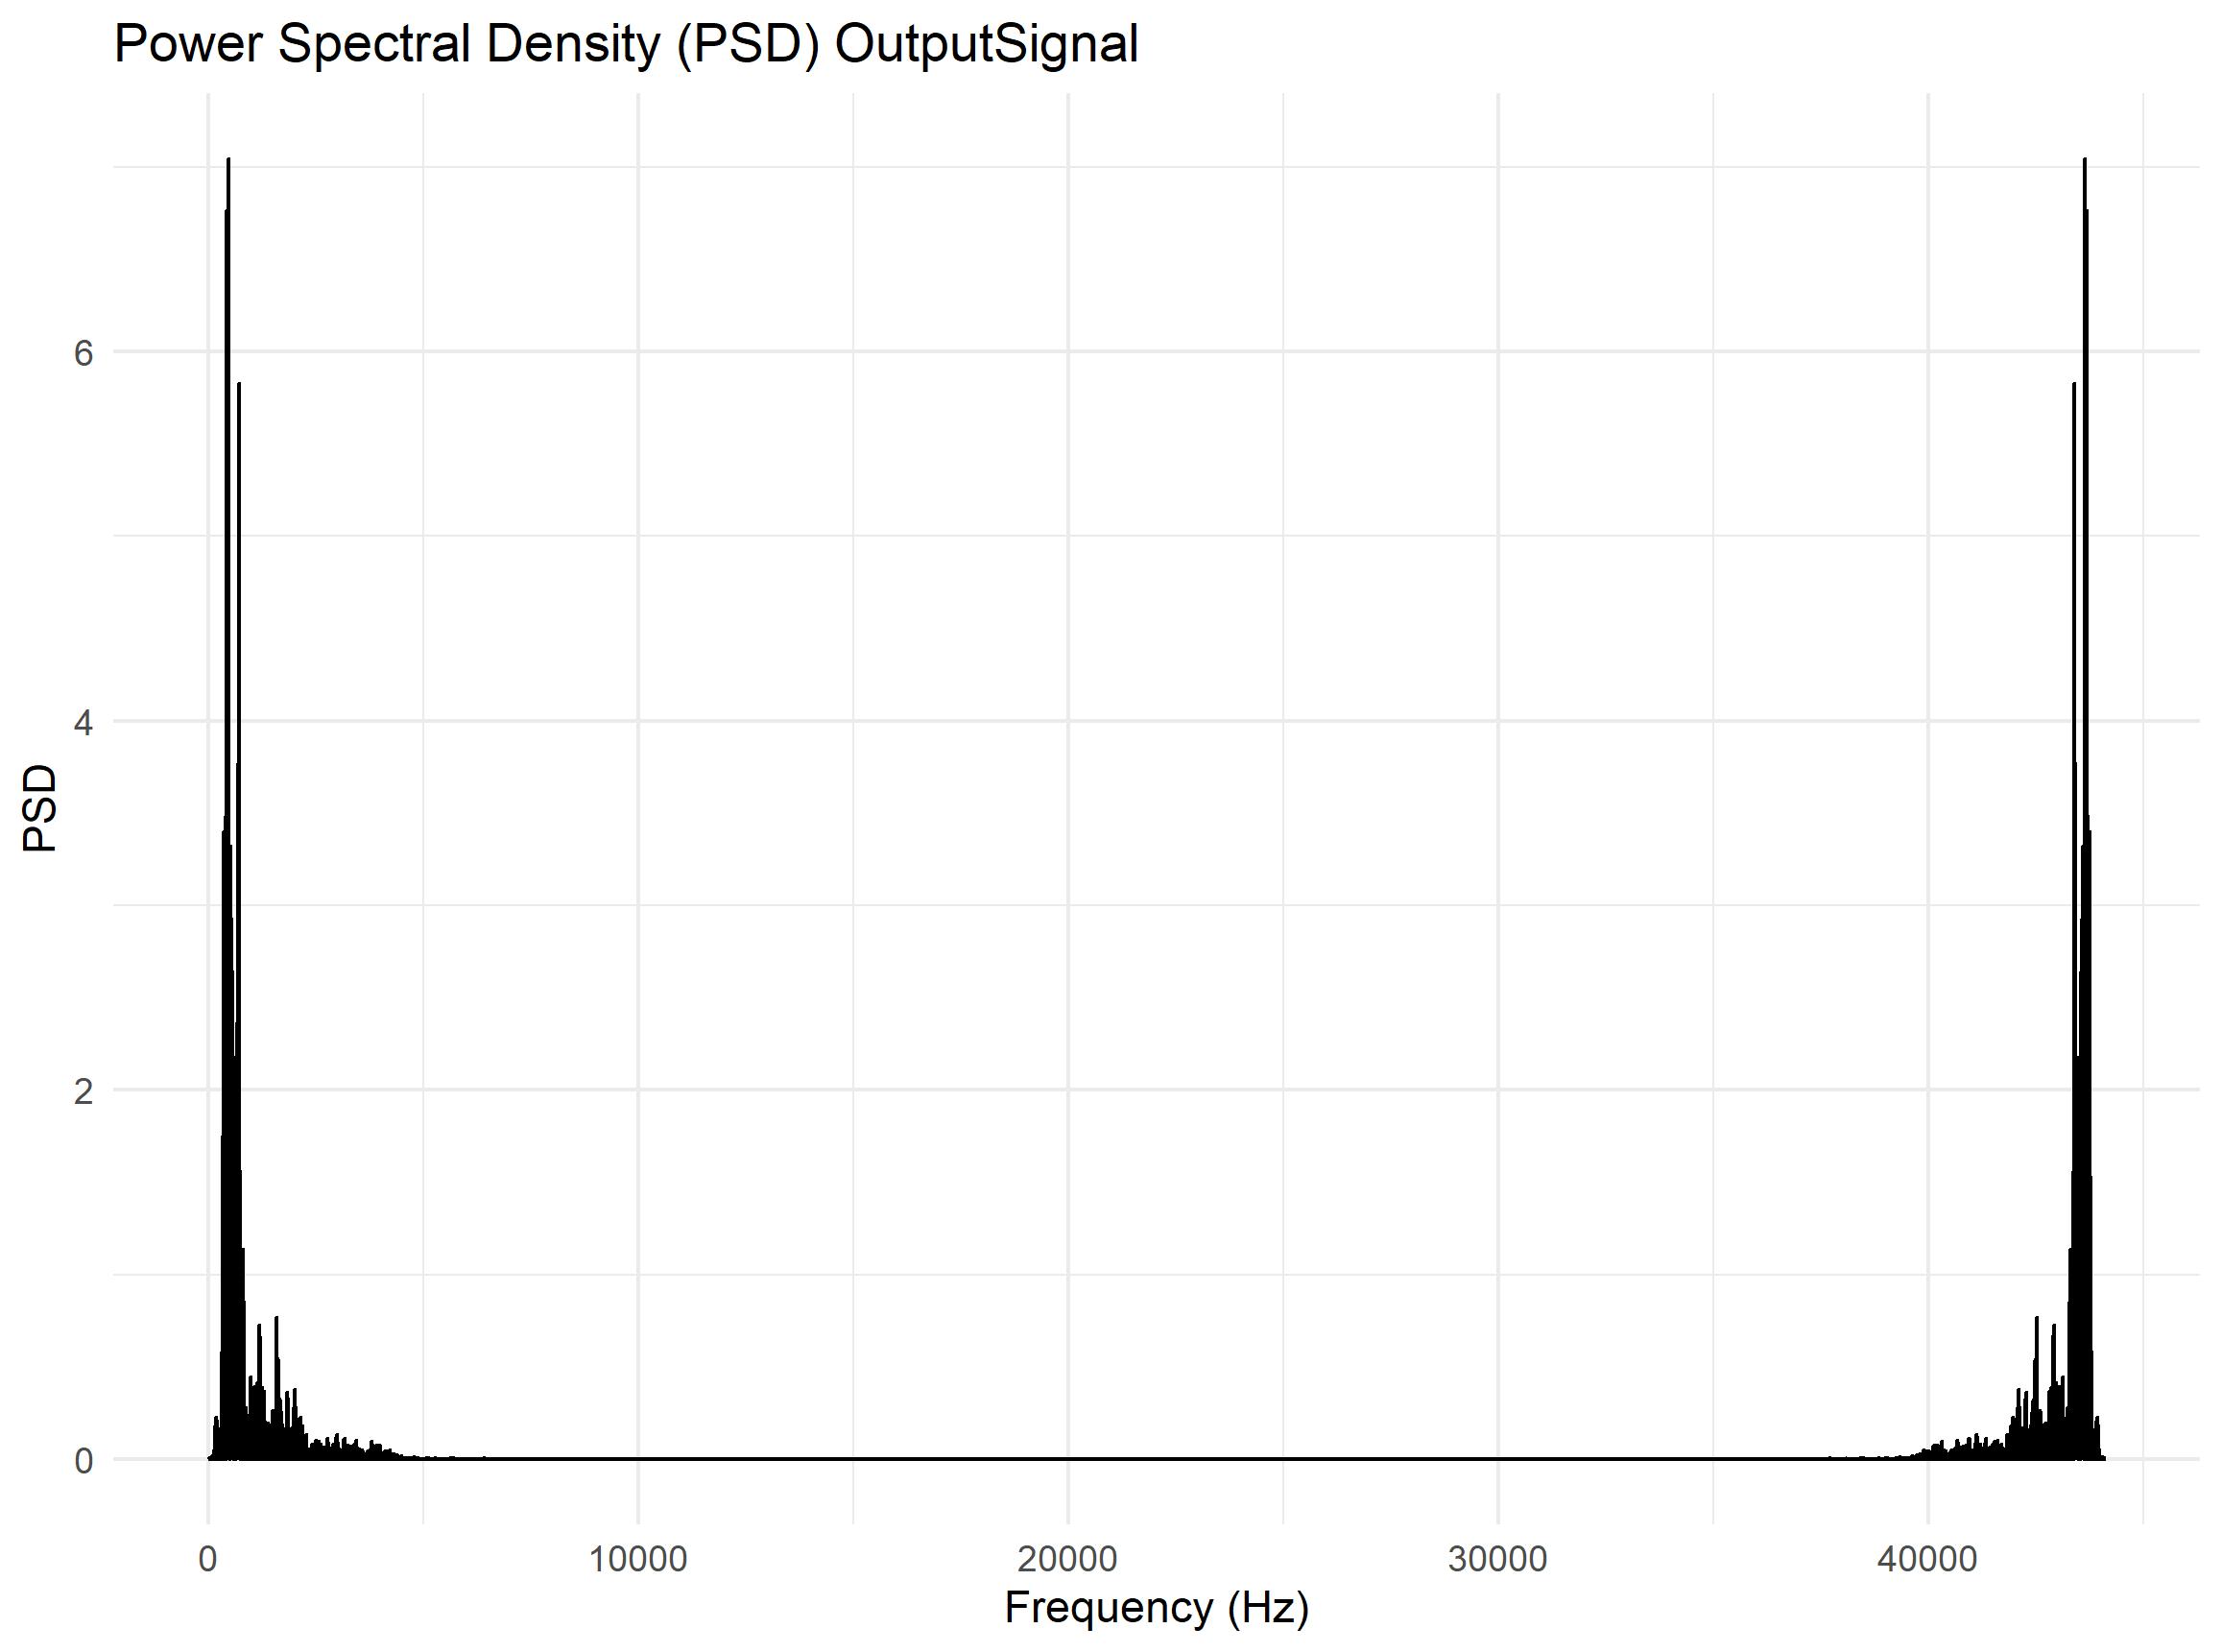 Power Spectral Density (PSD) OutputSignal
PSD
6
4
2
0
0 10000 20000 30000 40000
Frequency (Hz)